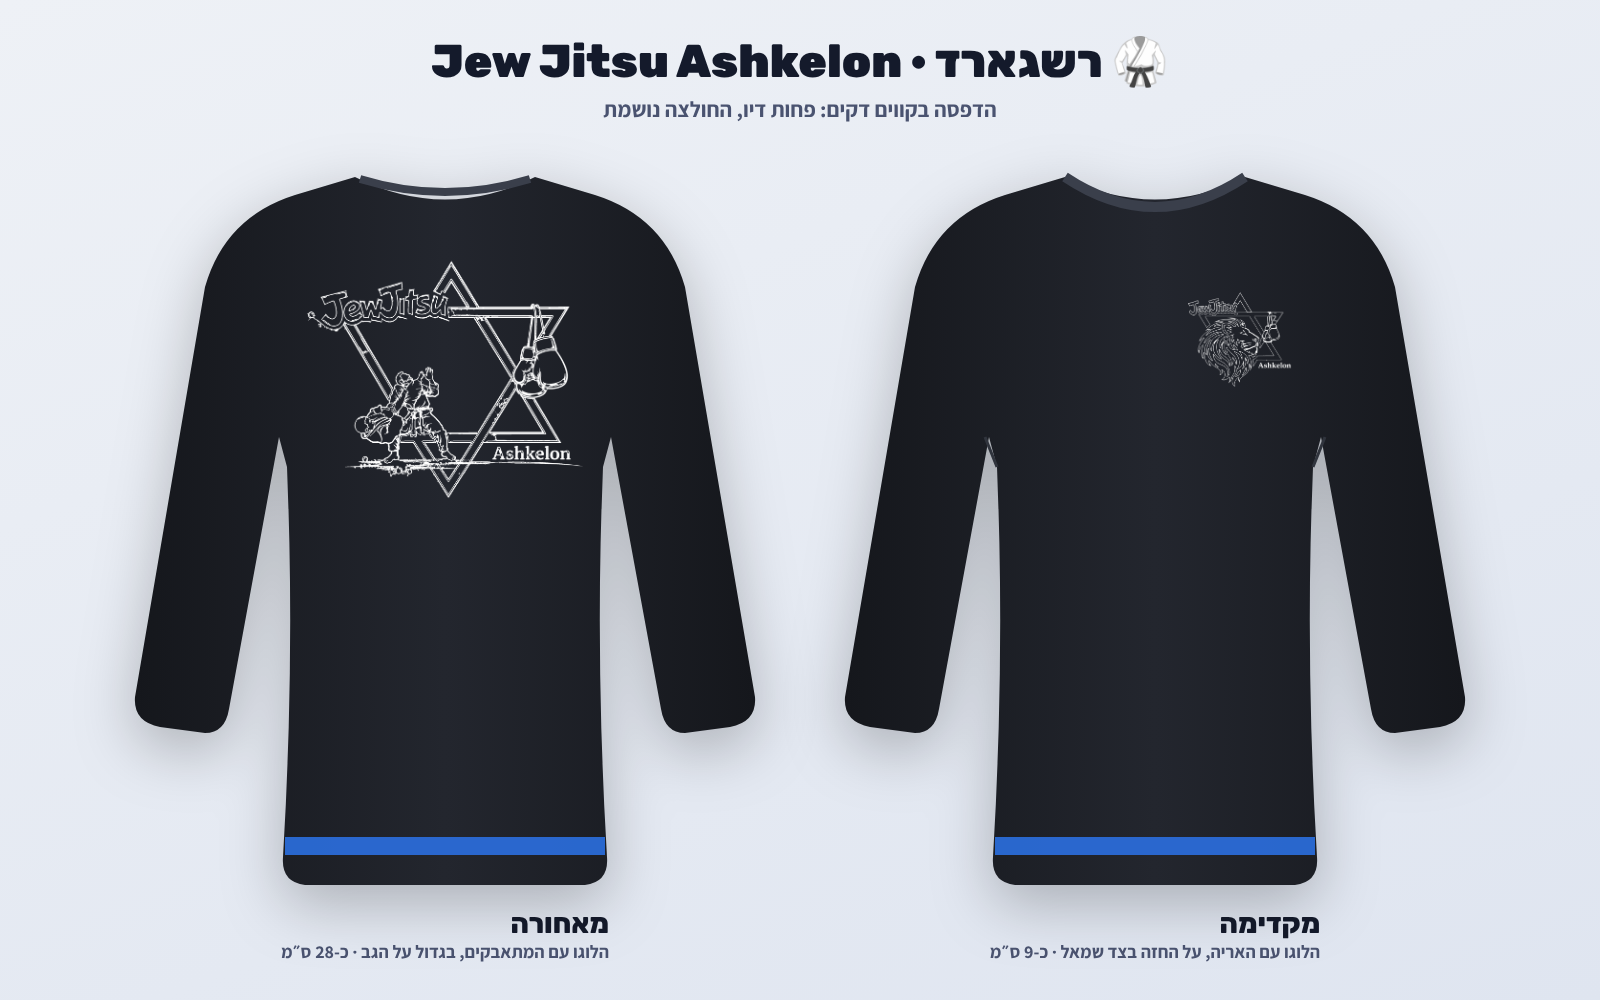 רשגארד • Jew Jitsu Ashkelon
הדפסה בקווים דקים: פחות דיו, החולצה נושמת
JewJitsu
Ashkelon
JewJitsu
Ashkelon
מקדימה
הלוגו עם האריה, על החזה בצד שמאל · כ-9 ס״מ
מאחורה
הלוגו עם המתאבקים, בגדול על הגב · כ-28 ס״מ